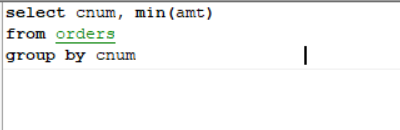 select cnum, min(amt)
from orders
group by cnum